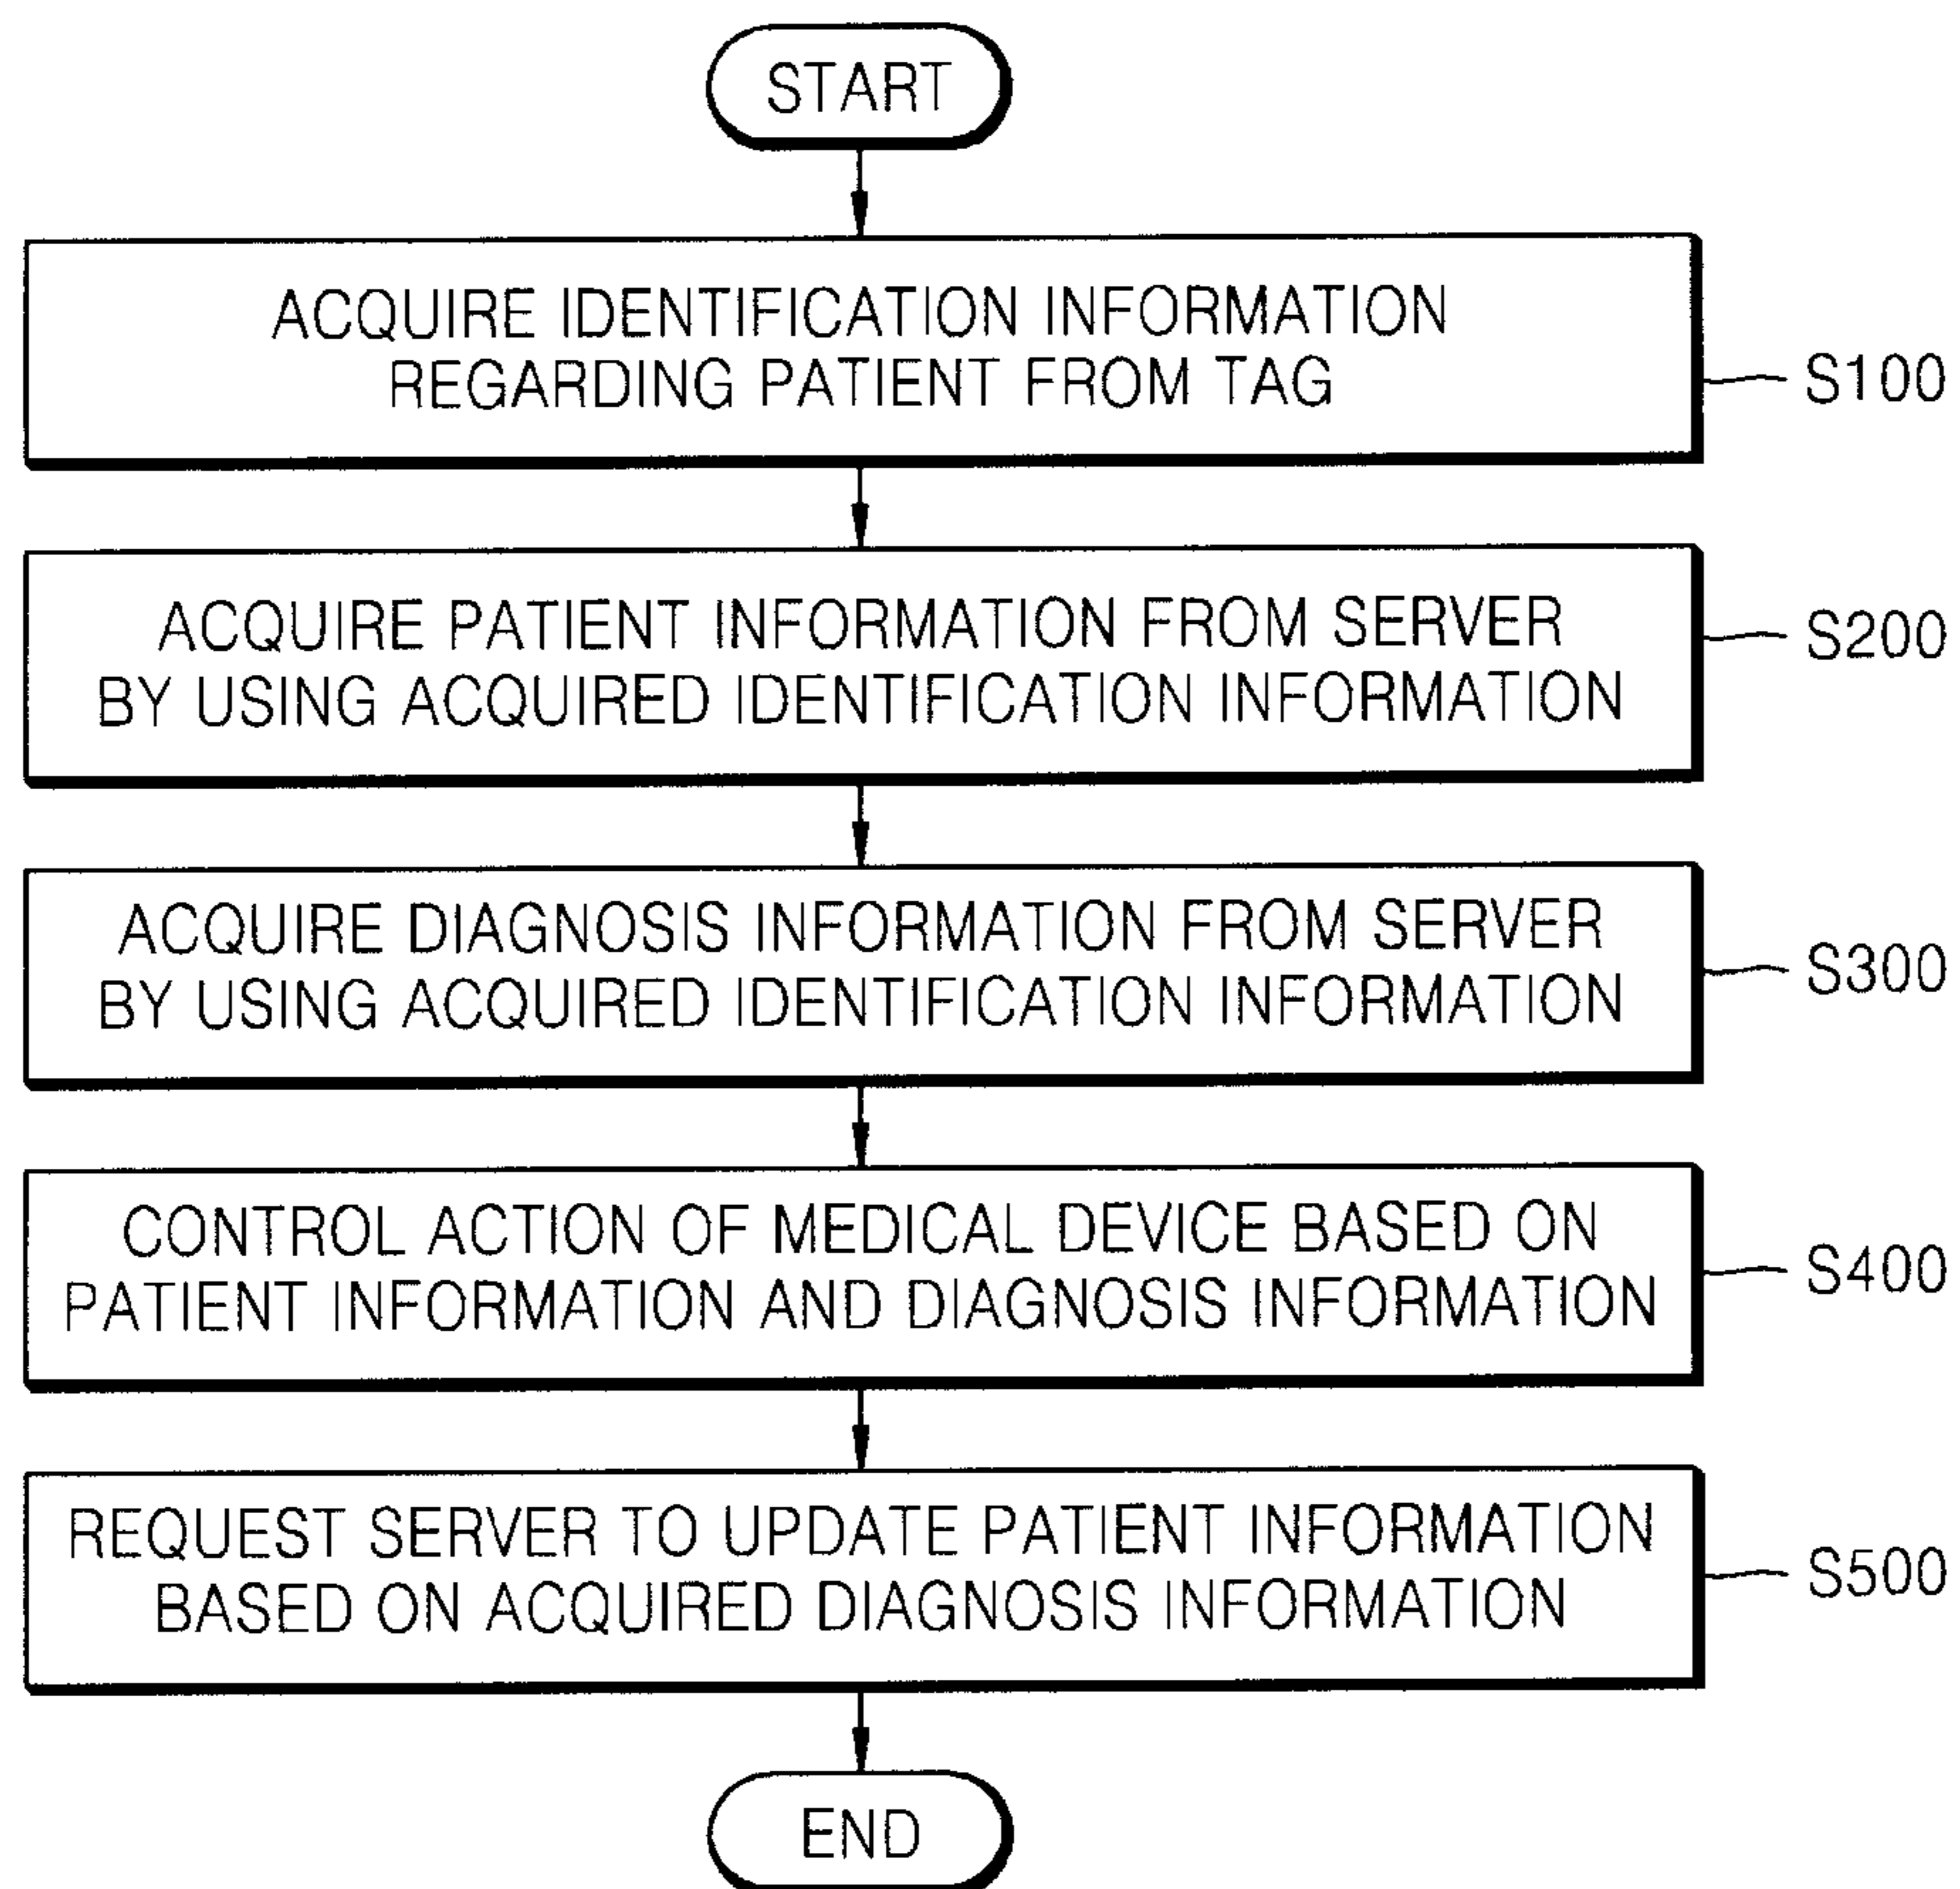 START
ACQUIRE IDENTIFICATION INFORMATION
REGARDING PATIENT FROM TAG
S100
ACQUIRE PATIENT INFORMATION FROM SERVER
BY USING ACQUIRED IDENTIFICATION INFORMATION
S200
ACQUIRE DIAGNOSIS INFORMATION FROM SERVER
BY USING ACQUIRED IDENTIFICATION INFORMATION
S300
CONTROL ACTION OF MEDICAL DEVICE BASED ON
PATIENT INFORMATION AND DIAGNOSIS INFORMATION
S400
REQUEST SERVER TO UPDATE PATIENT INFORMATION
BASED ON ACQUIRED DIAGNOSIS INFORMATION
S500
END